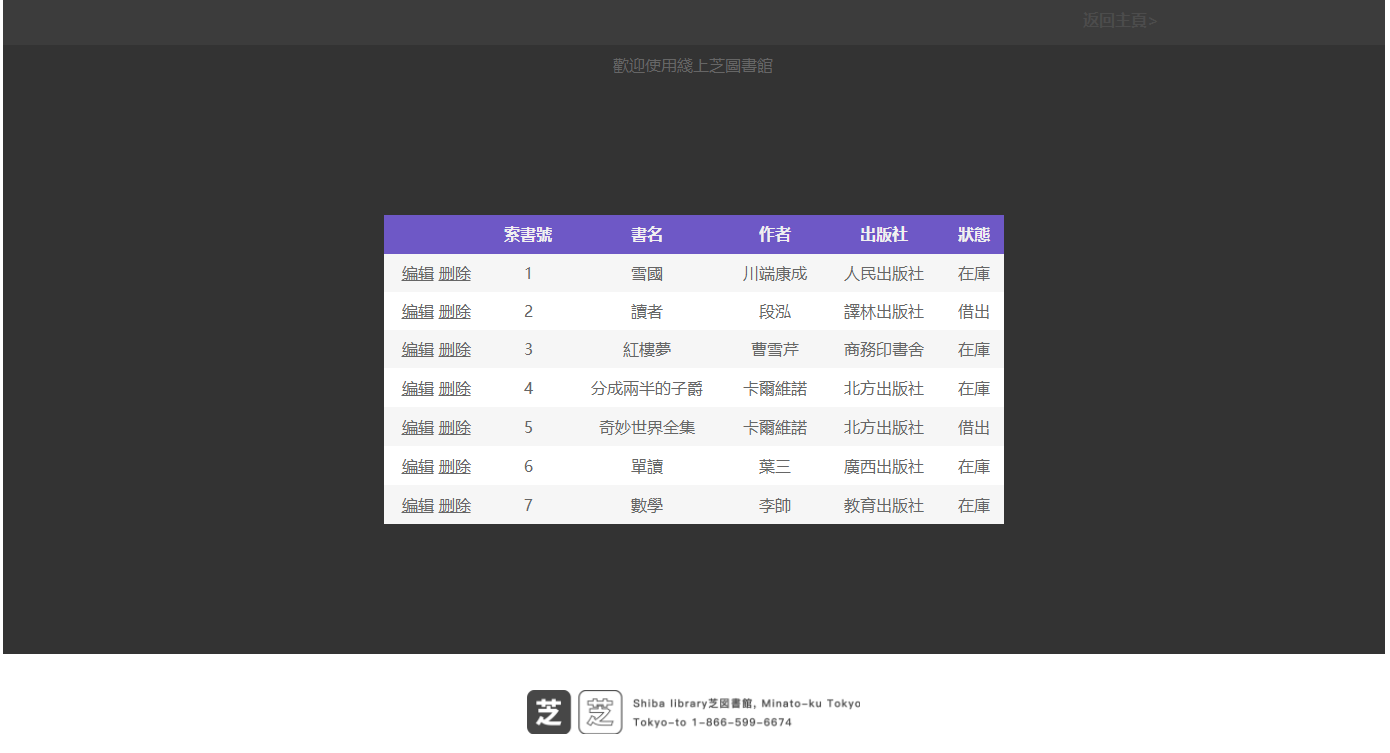 返回主頁>
歡迎使用綫上芝圖書館
索書號 書名 作者 出版社 狀態
编辑 删除 1 雪國 川端康成 人民出版社 在庫
编辑 删除 2 讀者 段泓 譯林出版社 借出
编辑 删除 3 紅樓夢 曹雪芹 商務印書舍 在庫
编辑 删除 4 分成兩半的子爵 卡爾維諾 北方出版社 在庫
编辑 删除 5 奇妙世界全集 卡爾維諾 北方出版社 借出
编辑 删除 6 單讀 葉三 廣西出版社 在庫
编辑 删除 7 數學 李帥 教育出版社 在庫
芝 芝 Shiba library芝図書館, Minato-ku Tokyo
Tokyo-to 1-866-599-6674